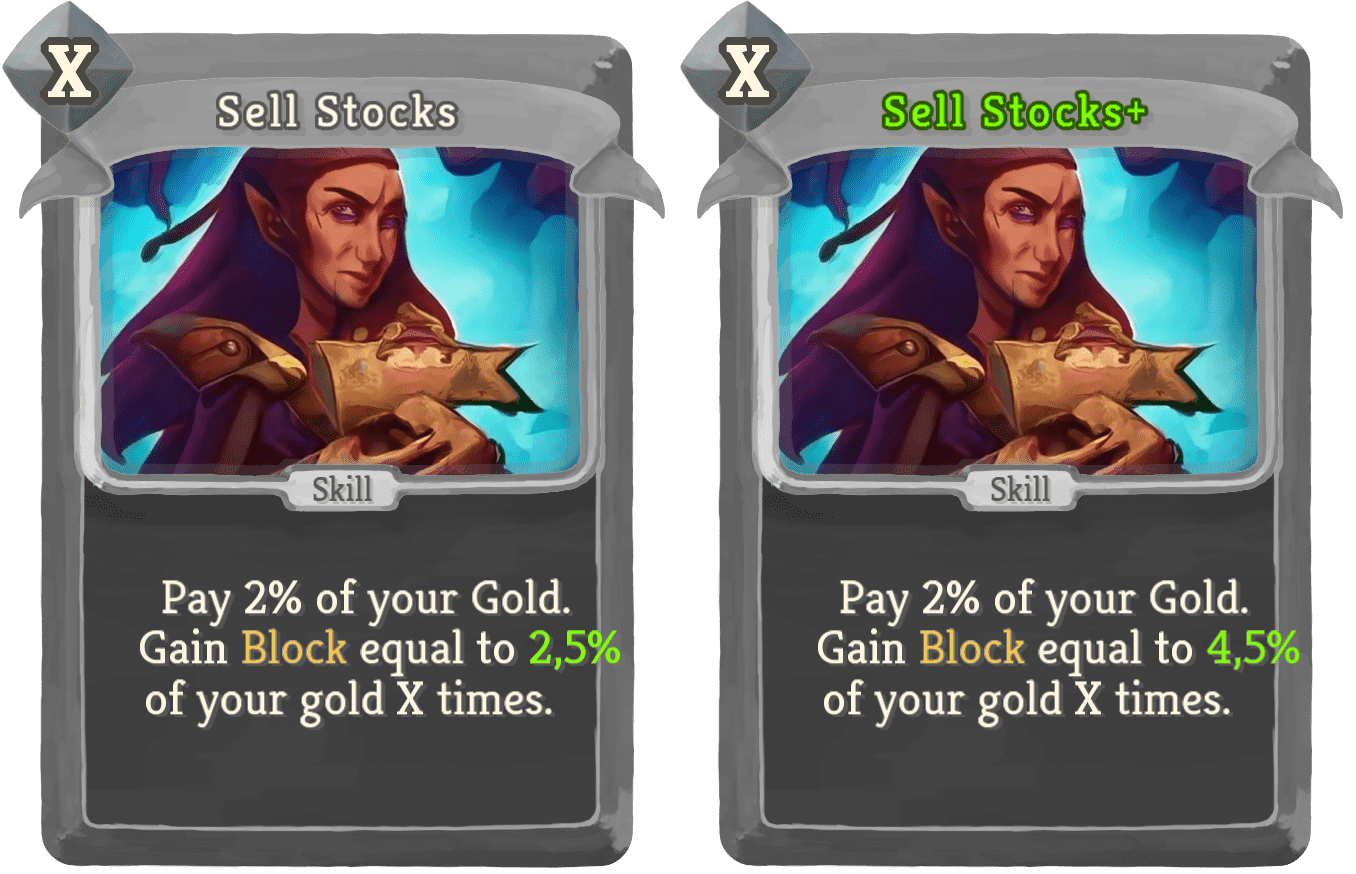 X
Sell Stocks
Skill
Pay 2% of your Gold.
Gain Block equal to 2,5%
of your gold X times.
X
Sell Stocks+
Skill
Pay 2% of your Gold.
Gain Block equal to 4,5%
of your gold X times.